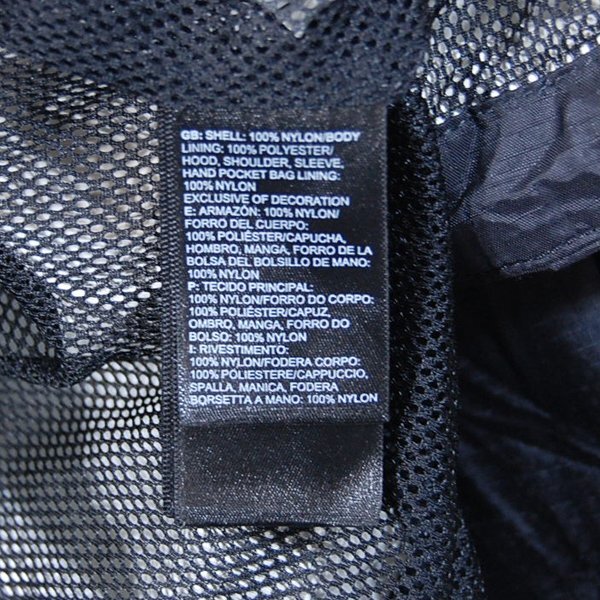 GB: SHELL: 100% NYLON/BODY
LINING: 100% POLYESTER/
HOOD, SHOULDER, SLEEVE,
HAND POCKET BAG LINING:
100% NYLON
EXCLUSIVE OF DECORATION
E: ARMAZÓN: 100% NYLON/
FORRO DEL CUERPO:
100% POLIÉSTER/CAPUCHA,
HOMBRO, MANGA, FORRO DE LA
BOLSA DEL BOLSILLO DE MANO:
100% NYLON
P: TECIDO PRINCIPAL:
100% NYLON/FORRO DO CORPO:
100% POLIÉSTER/CAPUZ,
OMBRO, MANGA, FORRO DO
BOLSO: 100% NYLON
I: RIVESTIMENTO:
100% NYLON/FODERA CORPO:
100% POLIESTERE/CAPPUCCIO,
SPALLA, MANICA, FODERA
BORSETTA A MANO: 100% NYLON